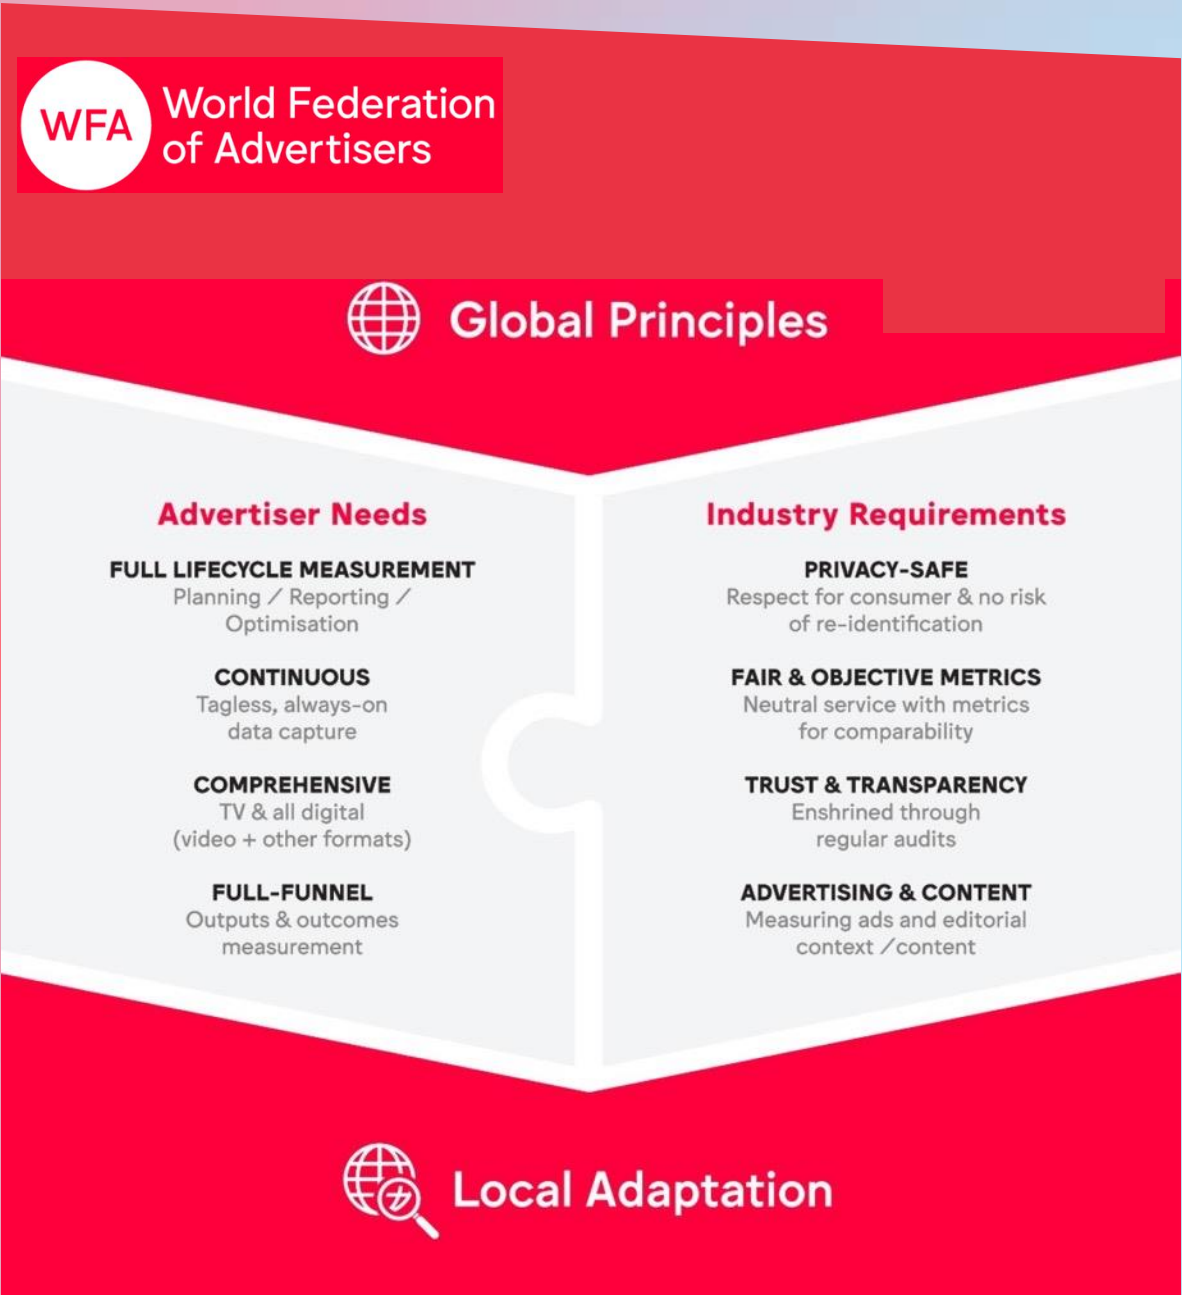 WFA
World Federation
of Advertisers
Global Principles
Advertiser Needs
FULL LIFECYCLE MEASUREMENT
Planning / Reporting /
Optimisation
CONTINUOUS
Tagless, always-on
data capture
COMPREHENSIVE
TV & all digital
(video + other formats)
FULL-FUNNEL
Outputs & outcomes
measurement
Industry Requirements
PRIVACY-SAFE
Respect for consumer & no risk
of re-identification
FAIR & OBJECTIVE METRICS
Neutral service with metrics
for comparability
TRUST & TRANSPARENCY
Enshrined through
regular audits
ADVERTISING & CONTENT
Measuring ads and editorial
context /content
Local Adaptation